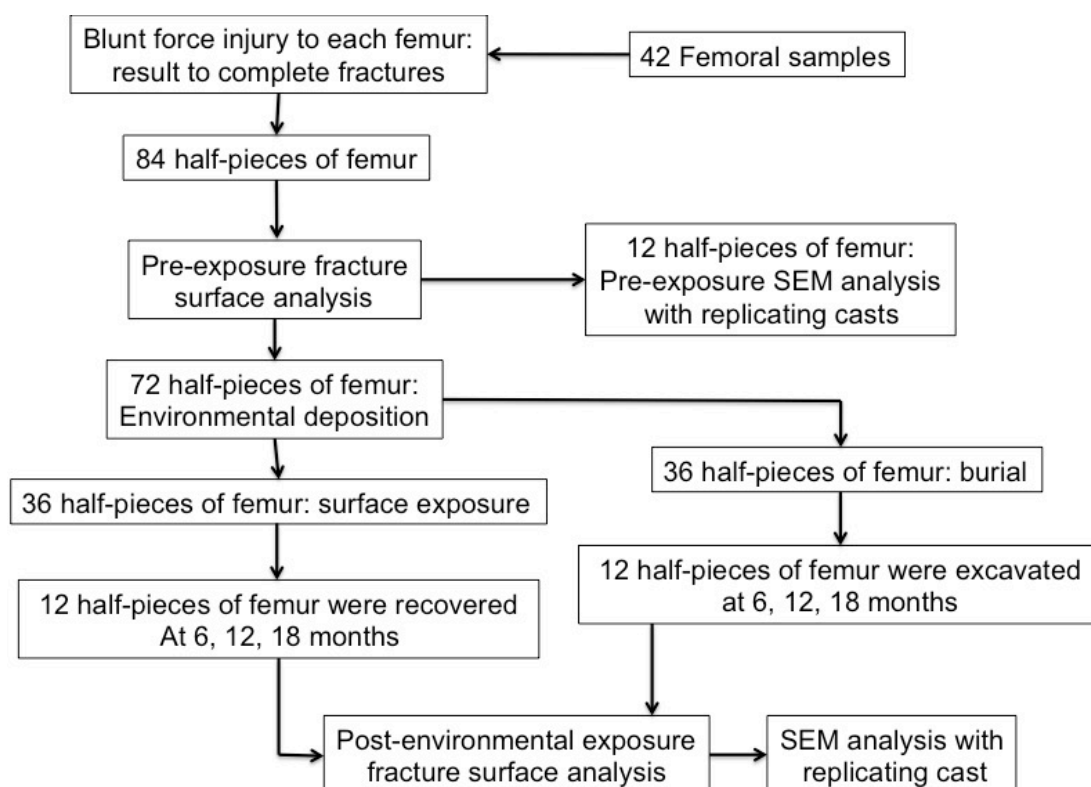 Blunt force injury to each femur:
result to complete fractures
42 Femoral samples
84 half-pieces of femur
Pre-exposure fracture
surface analysis
12 half-pieces of femur:
Pre-exposure SEM analysis
with replicating casts
72 half-pieces of femur:
Environmental deposition
36 half-pieces of femur: surface exposure
36 half-pieces of femur: burial
12 half-pieces of femur were recovered
At 6, 12, 18 months
12 half-pieces of femur were excavated
at 6, 12, 18 months
Post-environmental exposure
fracture surface analysis
SEM analysis with
replicating cast